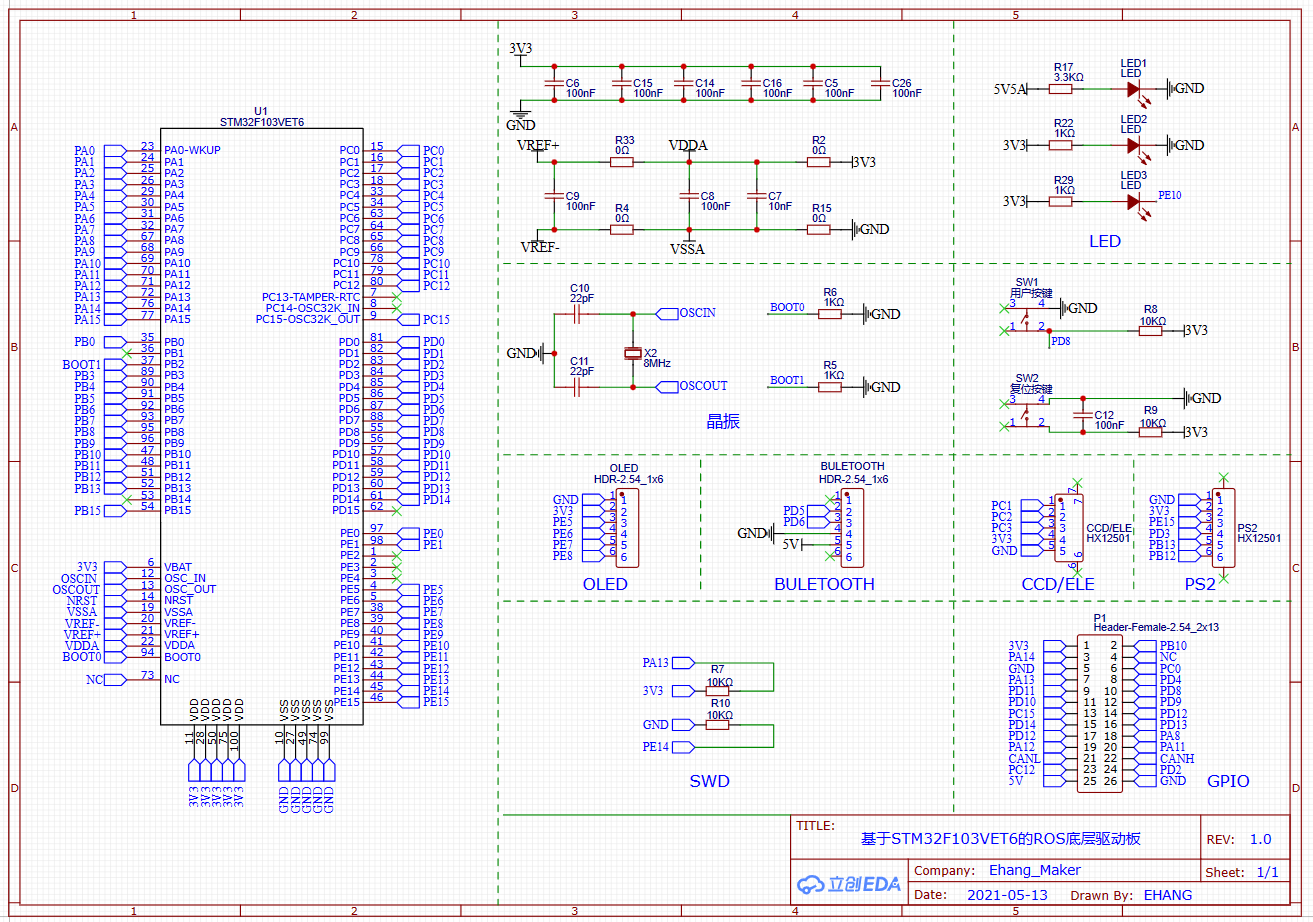 1 2 3 4 5
A
B
C
D
U1
STM32F103VET6
PA0 23 PA0-WKUP PC0 15 PC0
PA1 24 PA1 PC1 16 PC1
PA2 25 PA2 PC2 17 PC2
PA3 26 PA3 PC3 18 PC3
PA4 29 PA4 PC4 33 PC4
PA5 30 PA5 PC5 34 PC5
PA6 31 PA6 PC6 63 PC6
PA7 32 PA7 PC7 64 PC7
PA8 67 PA8 PC8 65 PC8
PA9 68 PA9 PC9 66 PC9
PA10 69 PA10 PC10 78 PC10
PA11 70 PA11 PC11 79 PC11
PA12 71 PA12 PC12 80 PC12
PA13 72 PA13 PC13-TAMPER-RTC 7
PA14 76 PA14 PC14-OSC32K_IN 8
PA15 77 PA15 PC15-OSC32K_OUT 9 PC15
PB0 35 PB0 PD0 81 PD0
36 PB1 PD1 82 PD1
BOOT1 37 PB2 PD2 83 PD2
PB3 89 PB3 PD3 84 PD3
PB4 90 PB4 PD4 85 PD4
PB5 91 PB5 PD5 86 PD5
PB6 92 PB6 PD6 87 PD6
PB7 93 PB7 PD7 88 PD7
PB8 95 PB8 PD8 55 PD8
PB9 96 PB9 PD9 56 PD9
PB10 47 PB10 PD10 57 PD10
PB11 48 PB11 PD11 58 PD11
PB12 51 PB12 PD12 59 PD12
PB13 52 PB13 PD13 60 PD13
53 PB14 PD14 61 PD14
PB15 54 PB15 PD15 62
PE0 97 PE0
PE1 98 PE1
PE2 1
3V3 6 VBAT PE3 2
OSCIN 12 OSC_IN PE4 3
OSCOUT 13 OSC_OUT PE5 4 PE5
NRST 14 NRST PE6 5 PE6
VSSA 19 VSSA PE7 38 PE7
VREF- 20 VREF- PE8 39 PE8
VREF+ 21 VREF+ PE9 40 PE9
VDDA 22 VDDA PE10 41 PE10
BOOT0 94 BOOT0 PE11 42 PE11
PE12 43 PE12
NC 73 NC PE13 44 PE13
PE14 45 PE14
PE15 46 PE15
VDD VDD VDD VDD VDD VSS VSS VSS VSS VSS
11 28 50 75 100 10 27 49 74 99
3V3 3V3 3V3 3V3 3V3 GND GND GND GND GND
3V3
C6 C15 C14 C16 C5 C26
100nF 100nF 100nF 100nF 100nF 100nF
GND
VREF+ R33 VDDA R2
0Ω 0Ω
3V3
C9 C8 C7
100nF 100nF 10nF
R4 R15
0Ω 0Ω
GND
VREF- VSSA
R17 LED1
3.3KΩ LED
5V5A GND
R22 LED2
1KΩ LED
3V3 GND
R29 LED3
1KΩ LED
3V3 PE10
LED
C10
22pF
OSCIN
GND
X2
8MHz
C11
22pF
OSCOUT
BOOT0 R6
1KΩ
GND
BOOT1 R5
1KΩ
GND
晶振
SW1
用户按键
3 4 GND
1 2
PD8
R8
10KΩ
3V3
SW2
复位按键
3 4 GND
1 2
C12
100nF
R9
10KΩ
3V3
OLED
HDR-2.54_1x6
GND 1 1
3V3 2 2
PE5 3 3
PE6 4 4
PE7 5 5
PE8 6 6
OLED
BULETOOTH
HDR-2.54_1x6
1 1
PD5 2 2
PD6 3 3
GND 4 4
5V 5 5
6 6
BULETOOTH
7 7
PC1 1 1
PC2 2 2
PC3 3 3
3V3 4 4
GND 5 5
6 6
CCD/ELE
HX12501
CCD/ELE
GND 1 1
3V3 2 2
PE15 3 3
PD3 4 4
PB13 5 5
PB12 6 6
PS2
HX12501
PS2
PA13
R7
10KΩ
3V3
R10
10KΩ
GND
PE14
SWD
P1
Header-Female-2.54_2x13
3V3 1 2 PB10
PA14 3 4 NC
GND 5 6 PC0
PA13 7 8 PD4
PD11 9 10 PD8
PD10 11 12 PD9
PC15 13 14 PD12
PD14 15 16 PD13
PD12 17 18 PA8
PA12 19 20 PA11
CANL 21 22 CANH
PC12 23 24 PD2
5V 25 26 GND
GPIO
TITLE:
基于STM32F103VET6的ROS底层驱动板
REV: 1.0
立创EDA
Company: Ehang_Maker
Sheet: 1/1
Date: 2021-05-13 Drawn By: EHANG
A
B
C
D
1 2 3 4 5